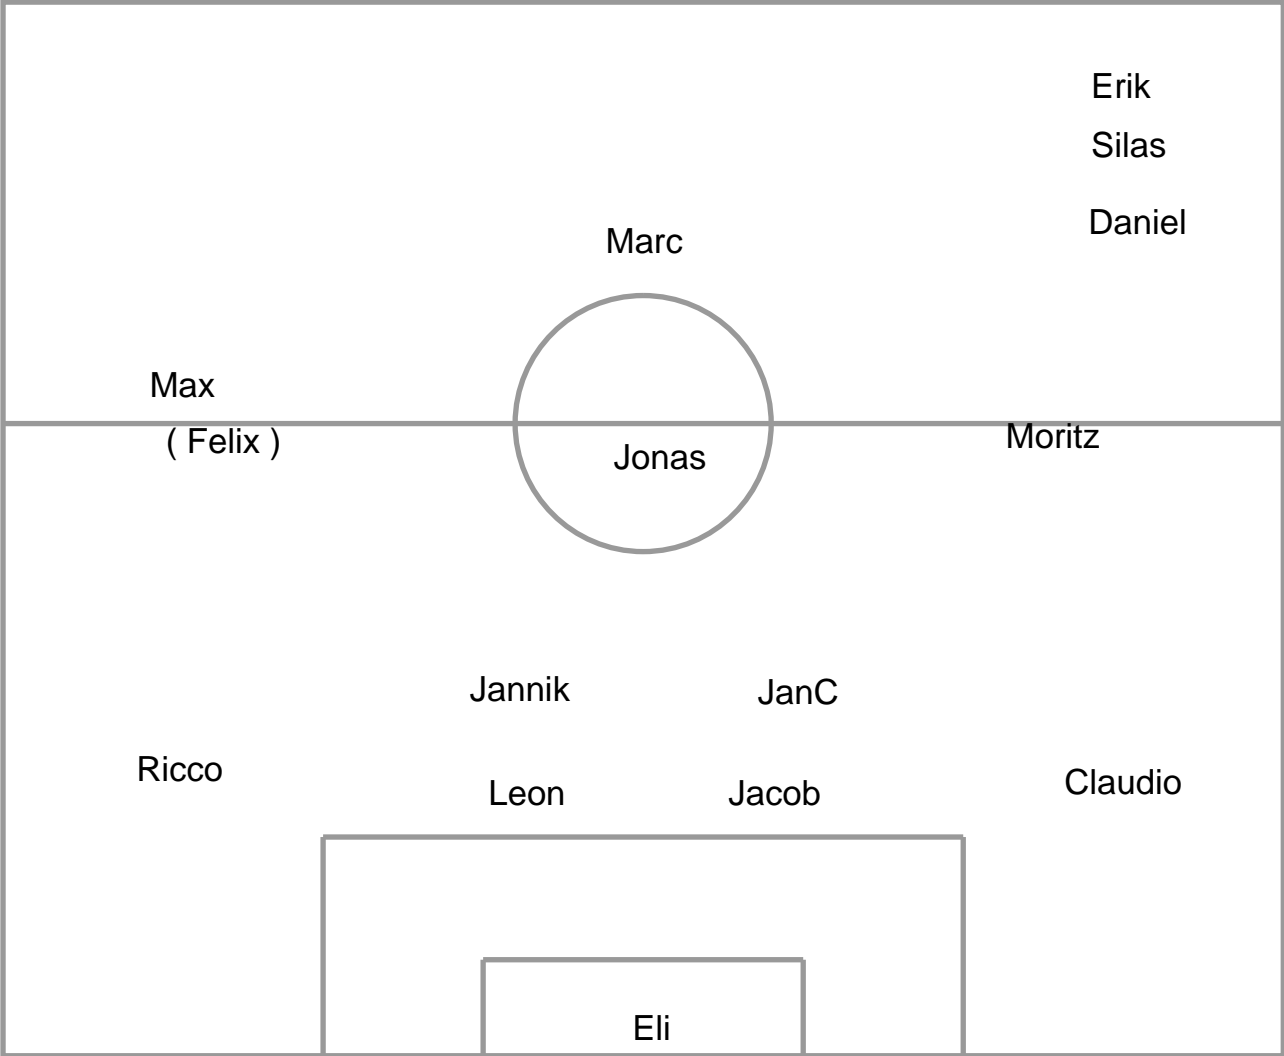 Erik
Silas
Daniel
Marc
Max
( Felix )
Moritz
Jonas
Jannik
JanC
Ricco
Claudio
Leon
Jacob
Eli